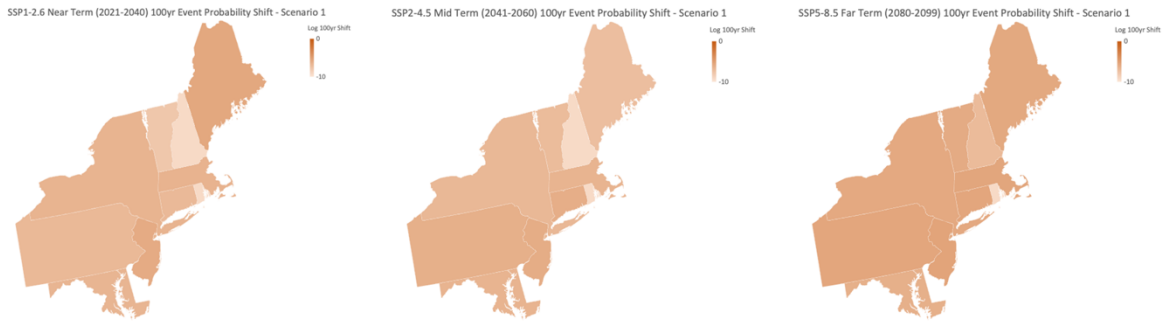 SSP1-2.6 Near Term (2021-2040) 100yr Event Probability Shift - Scenario 1
Log 100yr Shift
0
-10
SSP2-4.5 Mid Term (2041-2060) 100yr Event Probability Shift - Scenario 1
Log 100yr Shift
0
-10
SSP5-8.5 Far Term (2080-2099) 100yr Event Probability Shift - Scenario 1
Log 100yr Shift
0
-10